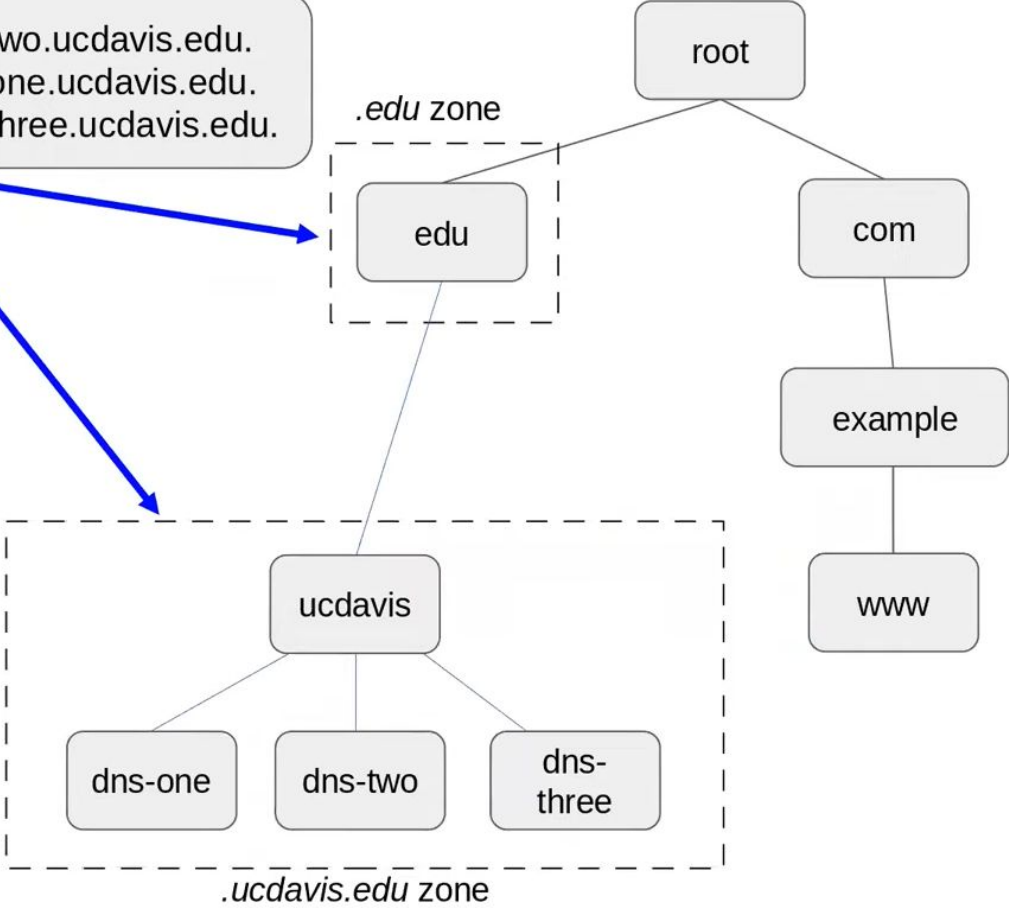 wo.ucdavis.edu.
one.ucdavis.edu.
hree.ucdavis.edu.
root
.edu zone
edu
com
example
ucdavis
www
dns-one
dns-two
dns-
three
.ucdavis.edu zone